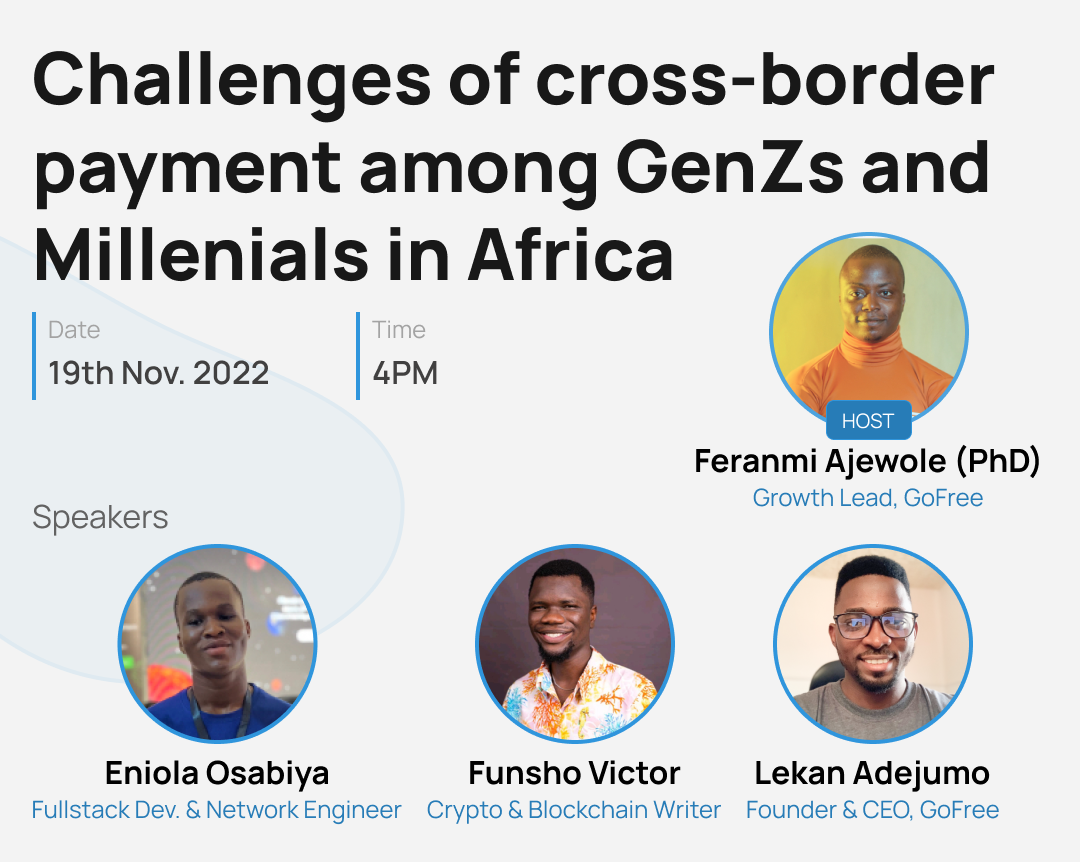 Challenges of cross-border
payment among GenZs and
Millenials in Africa
Date
19th Nov. 2022
Time
4PM
HOST
Feranmi Ajewole (PhD)
Growth Lead, GoFree
Speakers
Eniola Osabiya
Fullstack Dev. & Network Engineer
Funsho Victor
Crypto & Blockchain Writer
Lekan Adejumo
Founder & CEO, GoFree